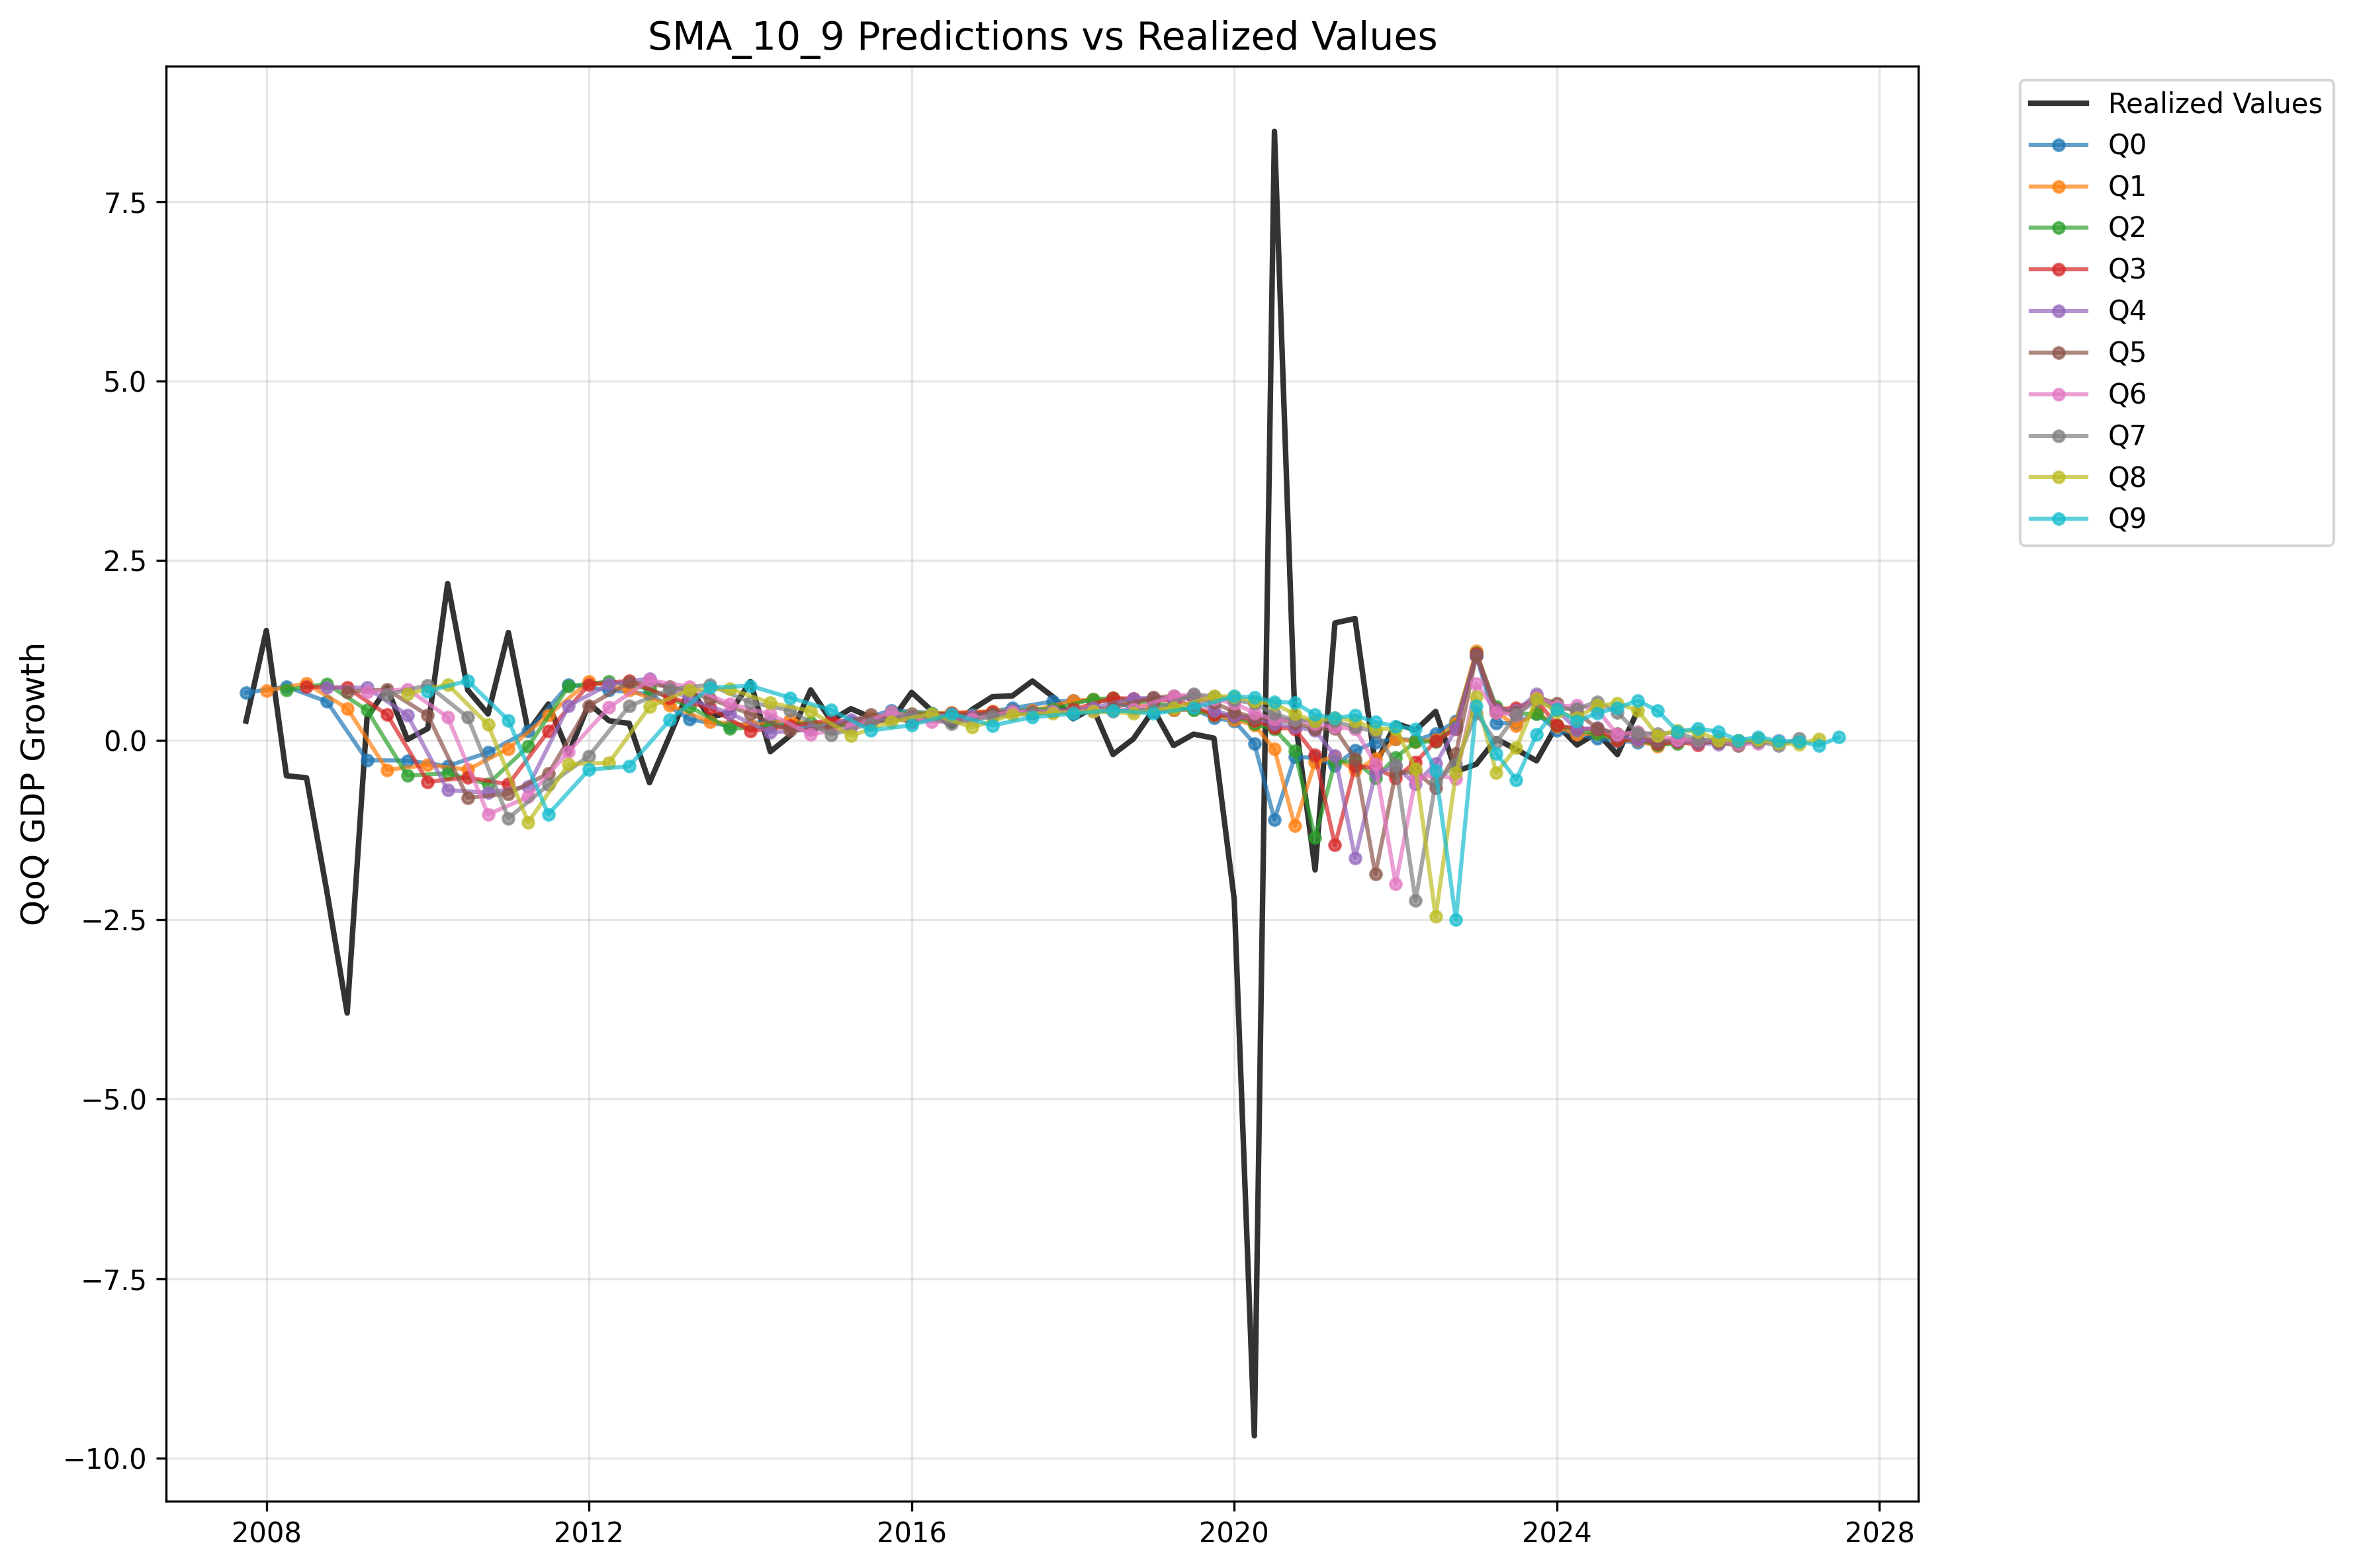 SMA_10_9 Predictions vs Realized Values
QoQ GDP Growth
7.5
5.0
2.5
0.0
−2.5
−5.0
−7.5
−10.0
2008
2012
2016
2020
2024
2028
Realized Values
Q0
Q1
Q2
Q3
Q4
Q5
Q6
Q7
Q8
Q9